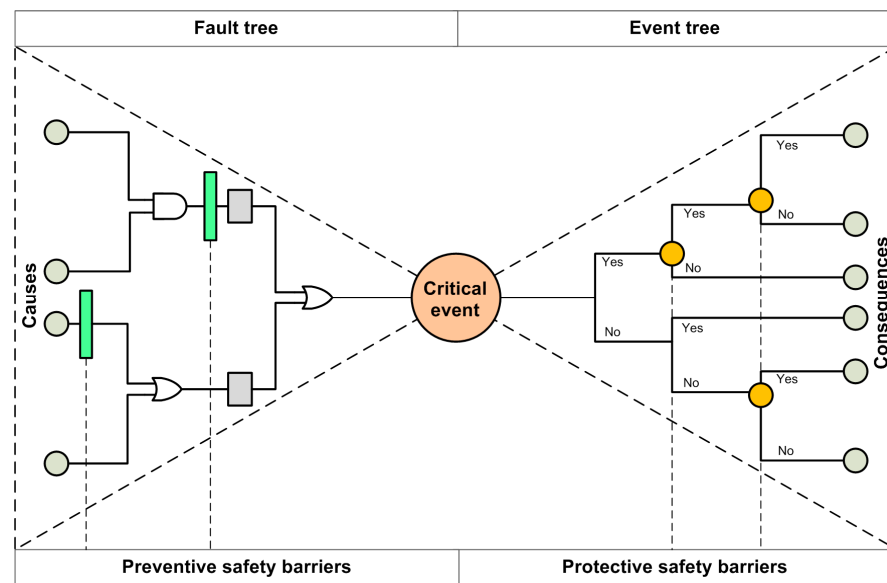 Fault tree
Event tree
Causes
Critical
event
Yes
No
Yes
No
Yes
No
Yes
No
Yes
No
Consequences
Preventive safety barriers
Protective safety barriers